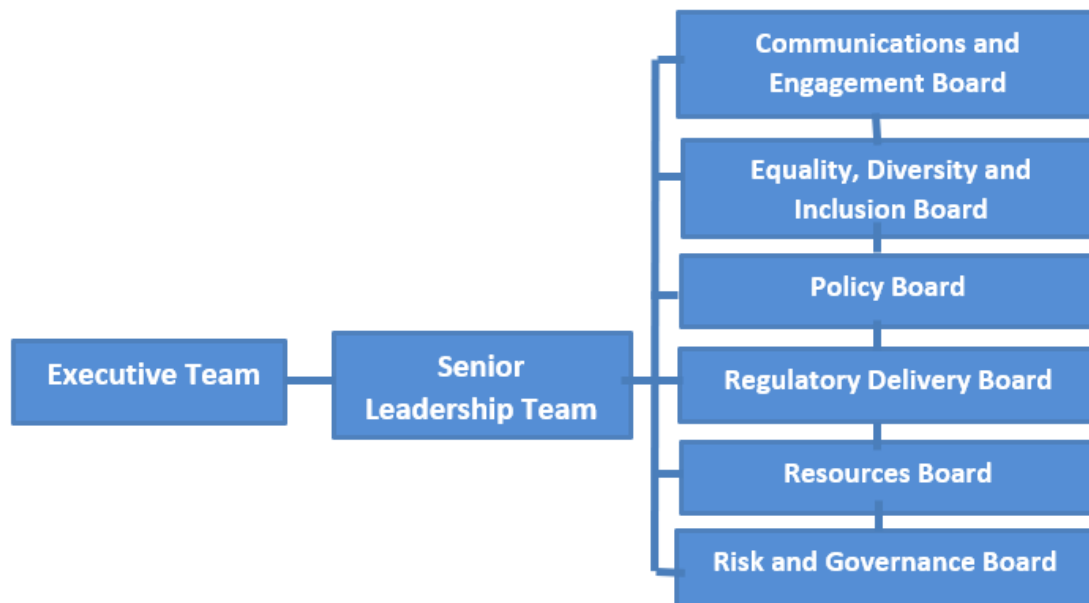 Executive Team
Senior
Leadership Team
Communications and
Engagement Board
Equality, Diversity and
Inclusion Board
Policy Board
Regulatory Delivery Board
Resources Board
Risk and Governance Board